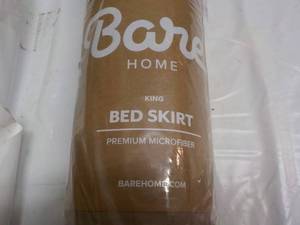 Bare
HOME
KING
BED SKIRT
PREMIUM MICROFIBER
BAREHOME.COM